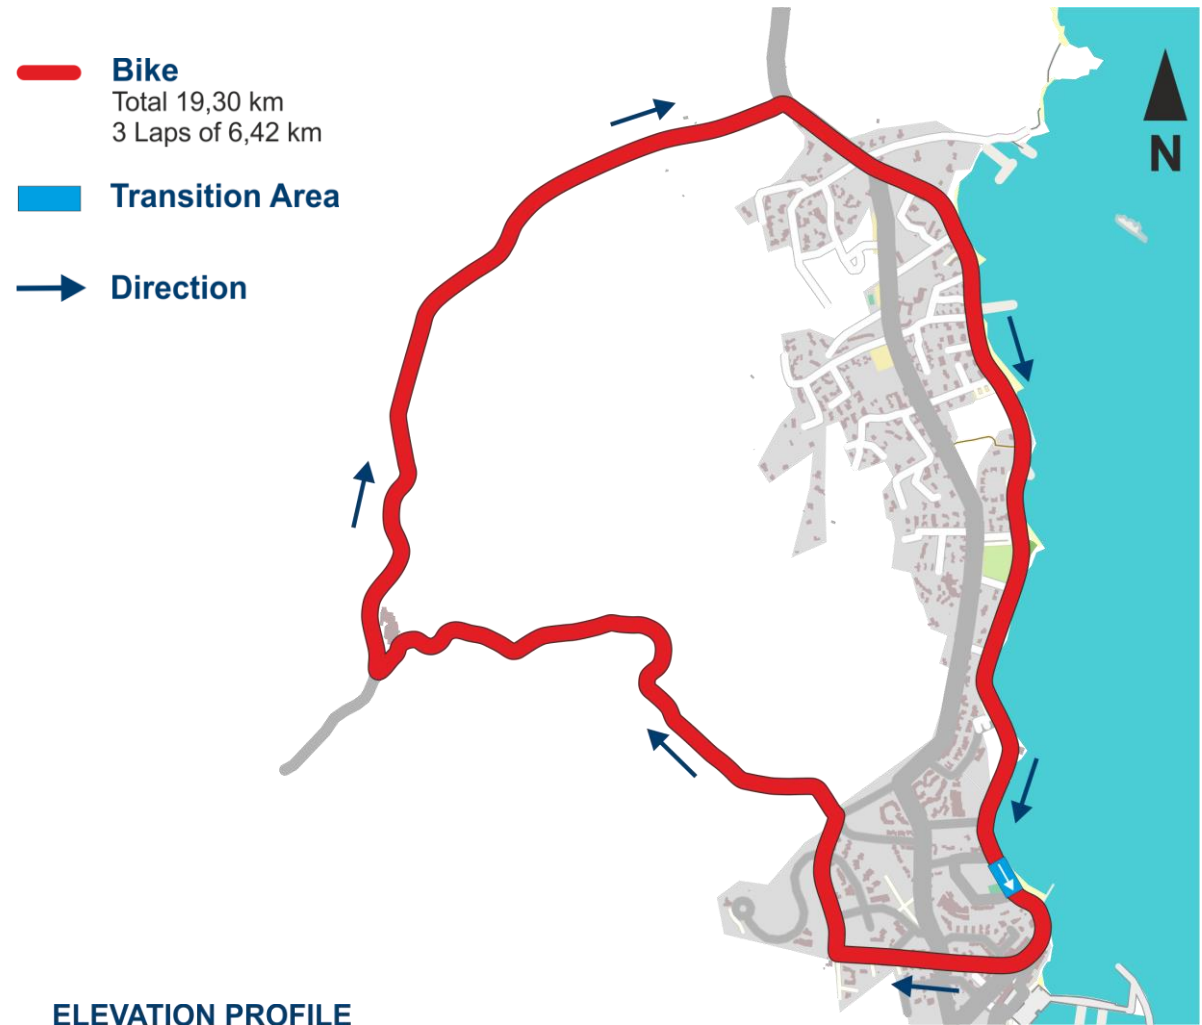 Bike
Total 19,30 km
3 Laps of 6,42 km
Transition Area
Direction
N
ELEVATION PROFILE